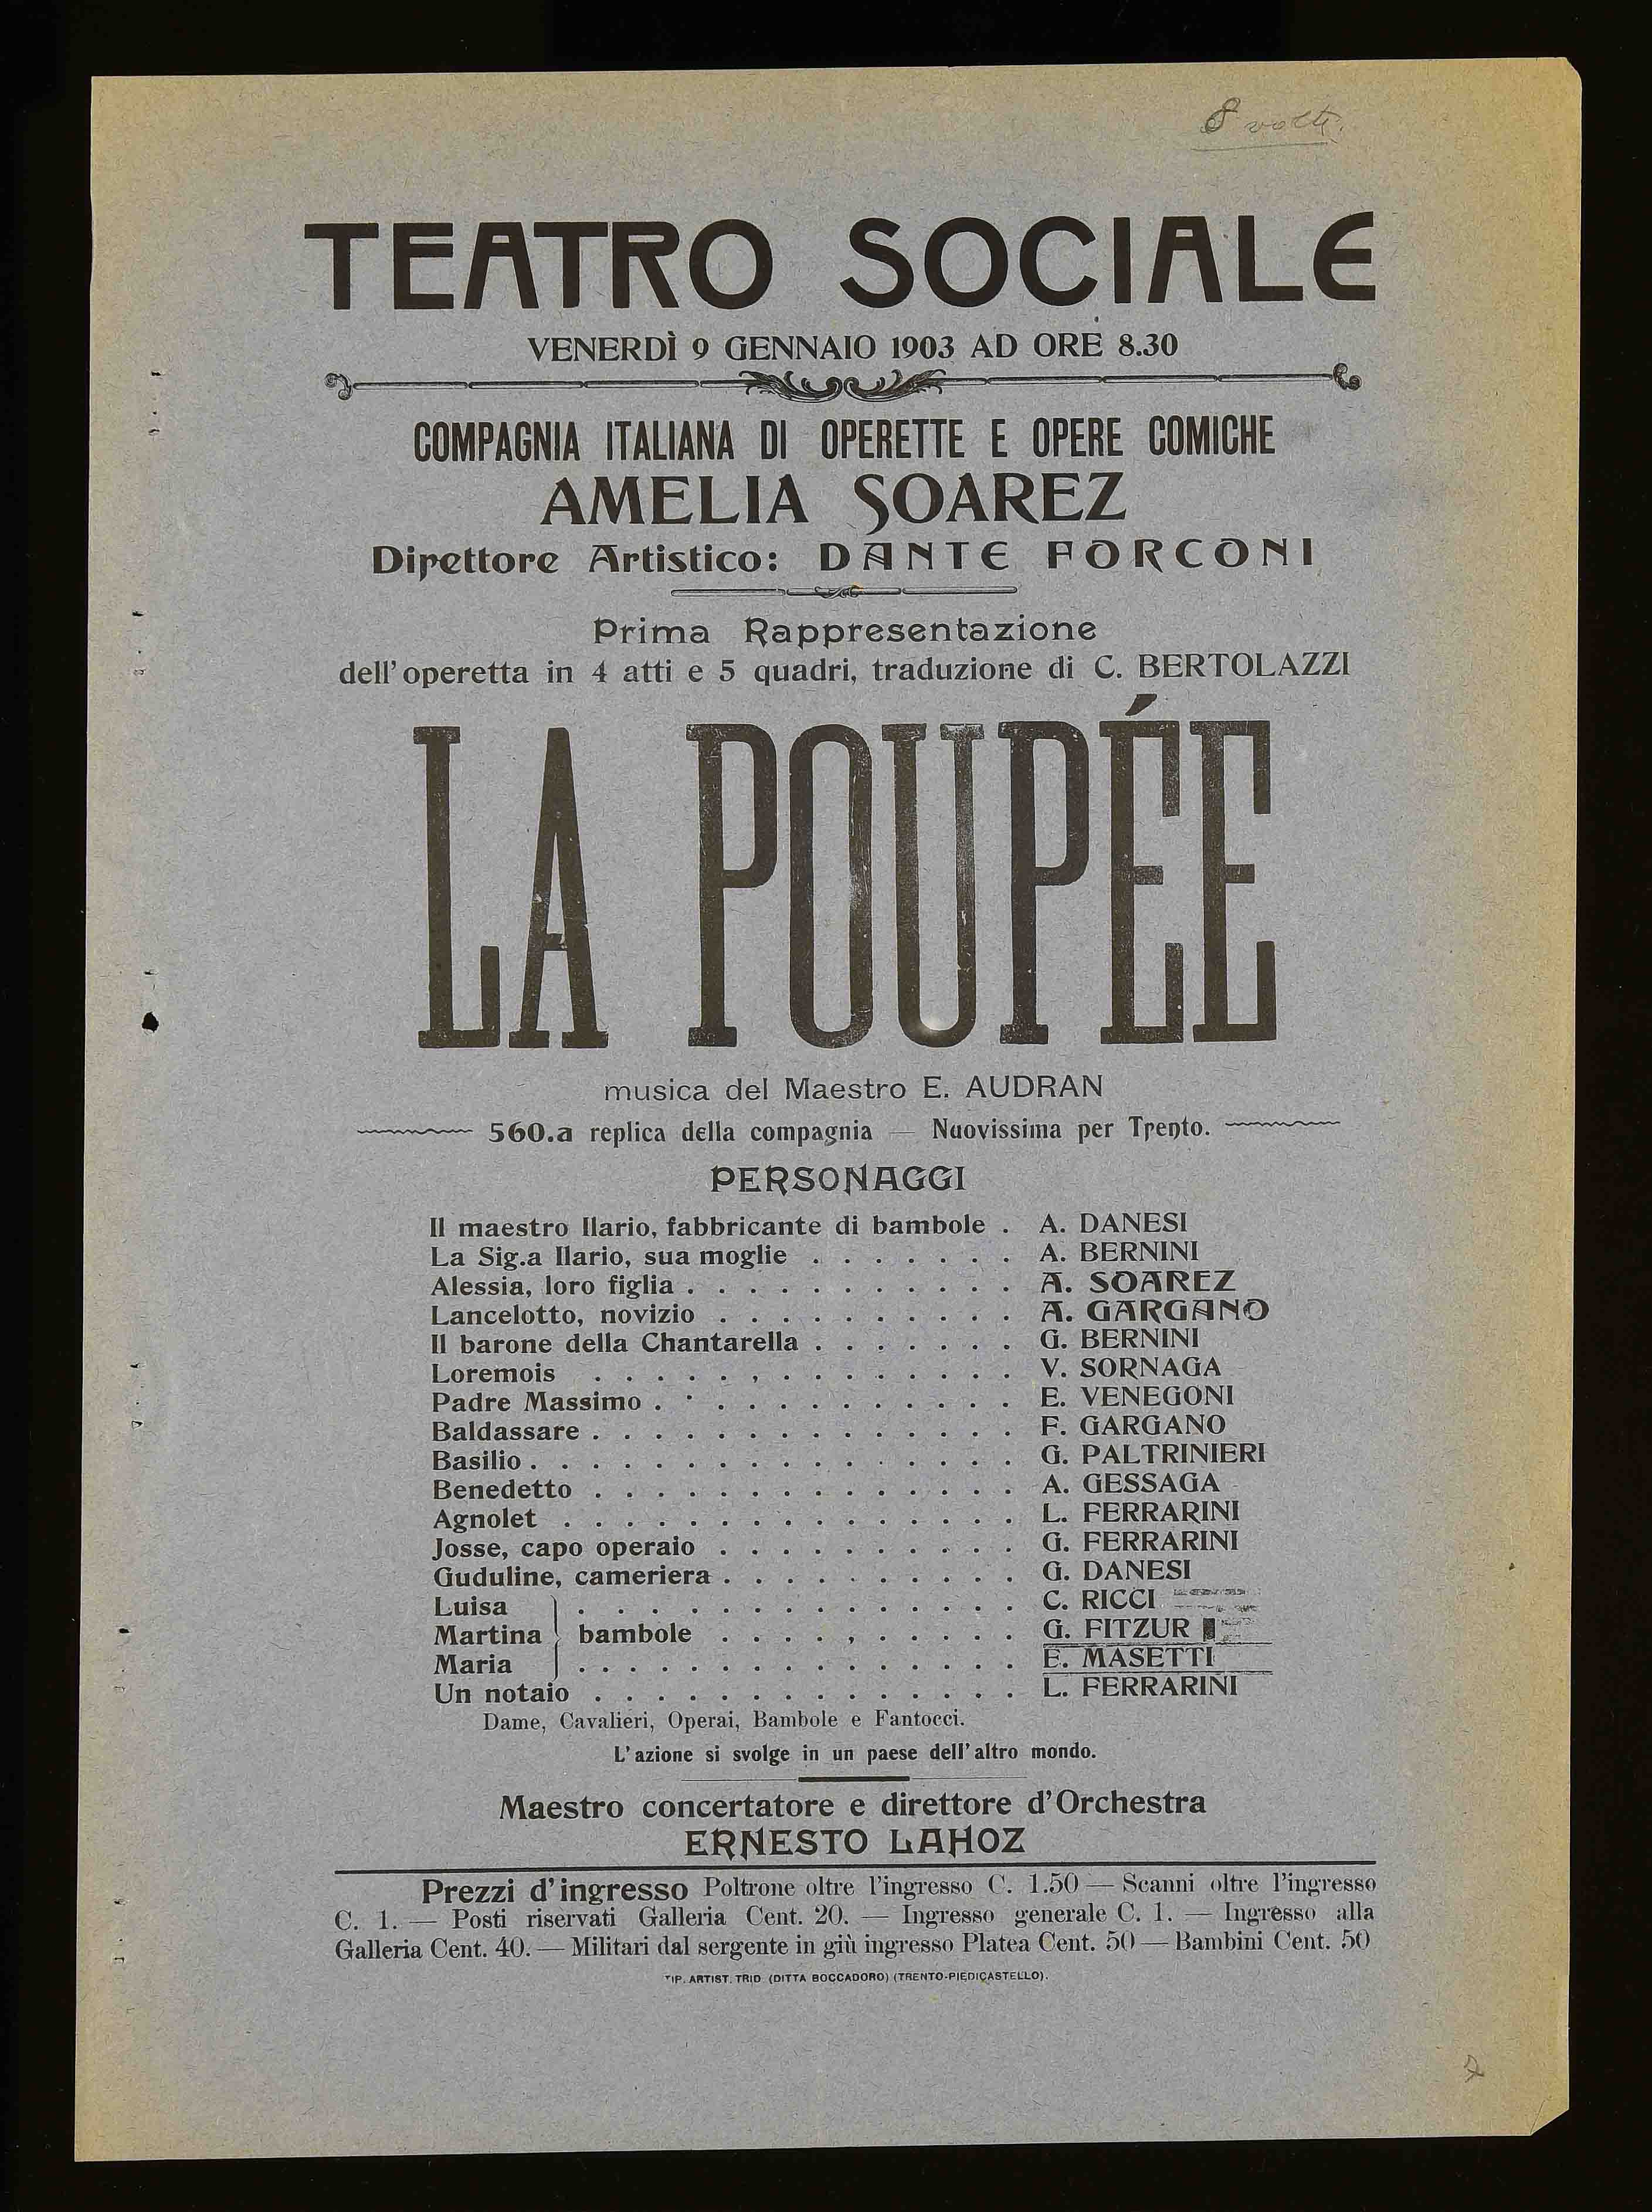 8 volte.
TEATRO SOCIALE
VENERDÌ 9 GENNAIO 1903 AD ORE 8.30
COMPAGNIA ITALIANA DI OPERETTE E OPERE COMICHE
AMELIA SOAREZ
Direttore Artistico: DANTE FORCONI
Prima Rappresentazione
dell'operetta in 4 atti e 5 quadri, traduzione di C. BERTOLAZZI
LA POUPÉE
musica del Maestro E. AUDRAN
560.a replica della compagnia — Nuovissima per Trento.
PERSONAGGI
Il maestro Ilario, fabbricante di bambole . A. DANESI
La Sig.a Ilario, sua moglie . . . . . . . A. BERNINI
Alessia, loro figlia . . . . . . . . . . . A. SOAREZ
Lancelotto, novizio . . . . . . . . . . A. GARGANO
Il barone della Chantarella . . . . . . . G. BERNINI
Loremois . . . . . . . . . . . . . . V. SORNAGA
Padre Massimo . . . . . . . . . . . . E. VENEGONI
Baldassare . . . . . . . . . . . . . . F. GARGANO
Basilio . . . . . . . . . . . . . . . . G. PALTRINIERI
Benedetto . . . . . . . . . . . . . . A. GESSAGA
Agnolet . . . . . . . . . . . . . . . L. FERRARINI
Josse, capo operaio . . . . . . . . . . G. FERRARINI
Guduline, cameriera . . . . . . . . . . G. DANESI
Luisa . . . . . . . . . . . . . . . C. RICCI
Martina } bambole . . . . . . . . . . G. FITZUR
Maria . . . . . . . . . . . . . . . E. MASETTI
Un notaio . . . . . . . . . . . . . . L. FERRARINI
Dame, Cavalieri, Operai, Bambole e Fantocci.
L'azione si svolge in un paese dell'altro mondo.
Maestro concertatore e direttore d'Orchestra
ERNESTO LAHOZ
Prezzi d'ingresso Poltrone oltre l'ingresso C. 1.50 — Scanni oltre l'ingresso
C. 1. — Posti riservati Galleria Cent. 20. — Ingresso generale C. 1. — Ingresso alla
Galleria Cent. 40. — Militari dal sergente in giù ingresso Platea Cent. 50 — Bambini Cent. 50
TIP. ARTIST. TRID. (DITTA BOCCADORO) (TRENTO-PIEDICASTELLO).